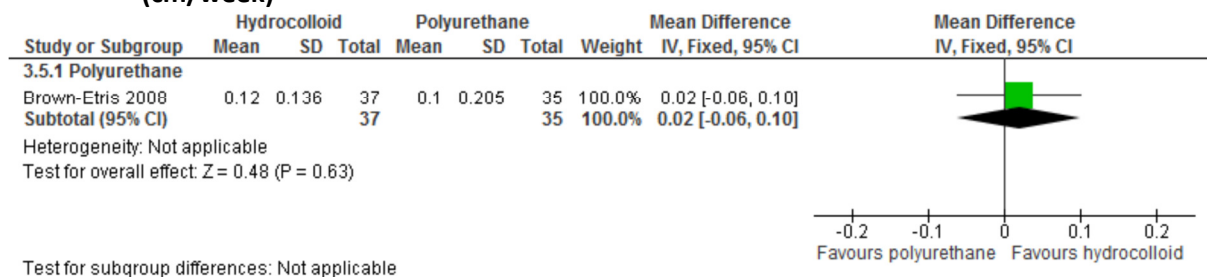 (cm/week)
Hydrocolloid Polyurethane Mean Difference Mean Difference
Study or Subgroup Mean SD Total Mean SD Total Weight IV, Fixed, 95% CI IV, Fixed, 95% CI
3.5.1 Polyurethane
Brown-Etris 2008 0.12 0.136 37 0.1 0.205 35 100.0% 0.02 [-0.06, 0.10]
Subtotal (95% CI) 37 35 100.0% 0.02 [-0.06, 0.10]
Heterogeneity: Not applicable
Test for overall effect: Z = 0.48 (P = 0.63)
-0.2 -0.1 0 0.1 0.2
Favours polyurethane Favours hydrocolloid
Test for subgroup differences: Not applicable